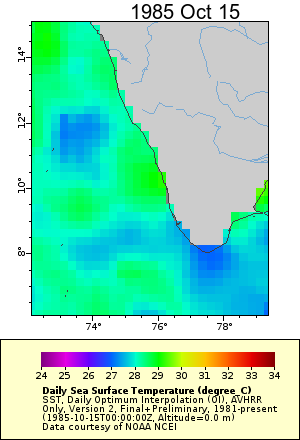 1985 Oct 15
14°
12°
10°
8°
74° 76° 78°
24 25 26 27 28 29 30 31 32 33 34
Daily Sea Surface Temperature (degree_C)
SST, Daily Optimum Interpolation (OI), AVHRR
Only, Version 2, Final+Preliminary, 1981-present
(1985-10-15T00:00:00Z, Altitude=0.0 m)
Data courtesy of NOAA NCEI